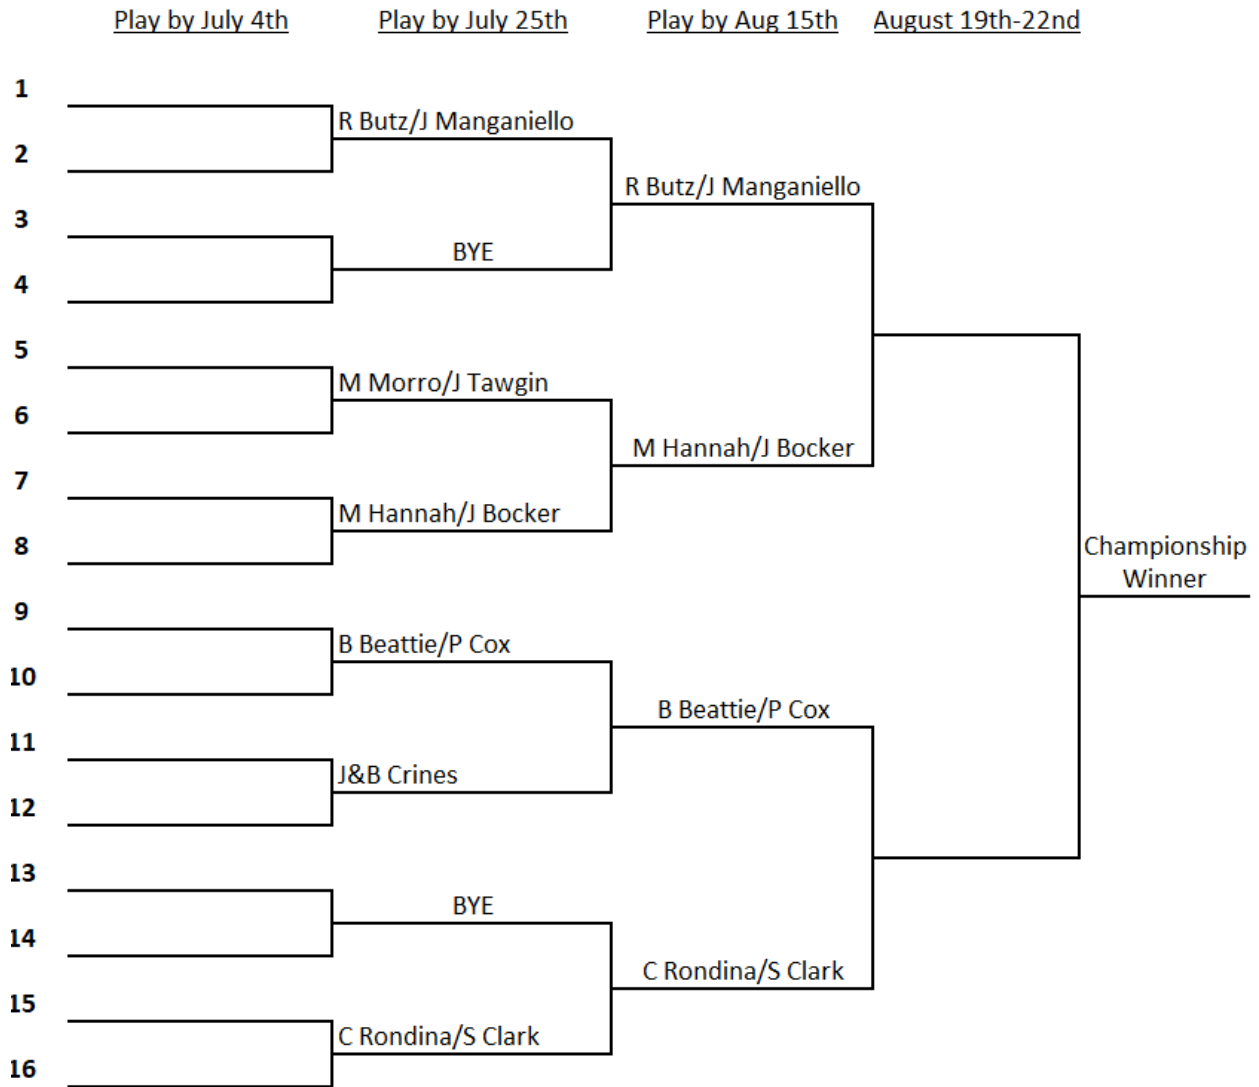 Play by July 4th Play by July 25th Play by Aug 15th August 19th-22nd
1
R Butz/J Manganiello
2
R Butz/J Manganiello
3
BYE
4
5
M Morro/J Tawgin
6
M Hannah/J Bocker
7
M Hannah/J Bocker
8
Championship
Winner
9
B Beattie/P Cox
10
B Beattie/P Cox
11
J&B Crines
12
13
BYE
14
C Rondina/S Clark
15
C Rondina/S Clark
16